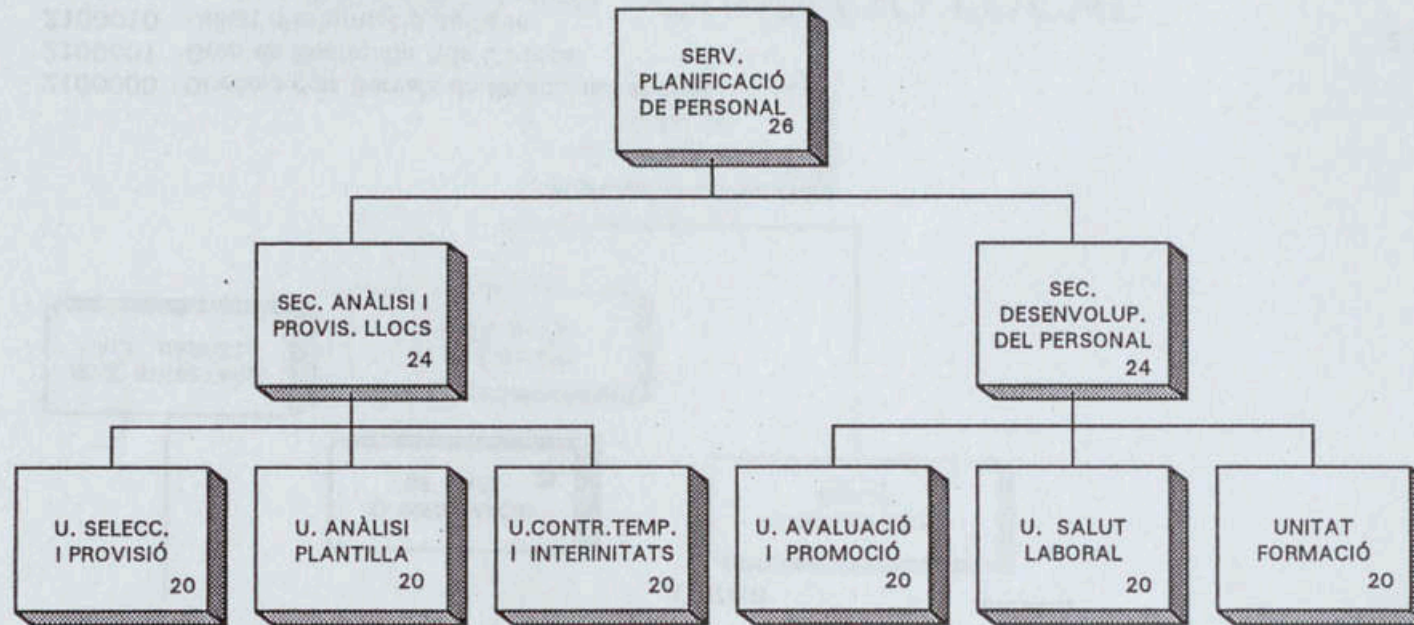 SERV.
PLANIFICACIÓ
DE PERSONAL
26
SEC. ANÀLISI I
PROVIS. LLOCS
24
SEC.
DESENVOLUP.
DEL PERSONAL
24
U. SELECC.
I PROVISIÓ
20
U. ANÀLISI
PLANTILLA
20
U.CONTR.TEMP.
I INTERINITATS
20
U. AVALUACIÓ
I PROMOCIÓ
20
U. SALUT
LABORAL
20
UNITAT
FORMACIÓ
20